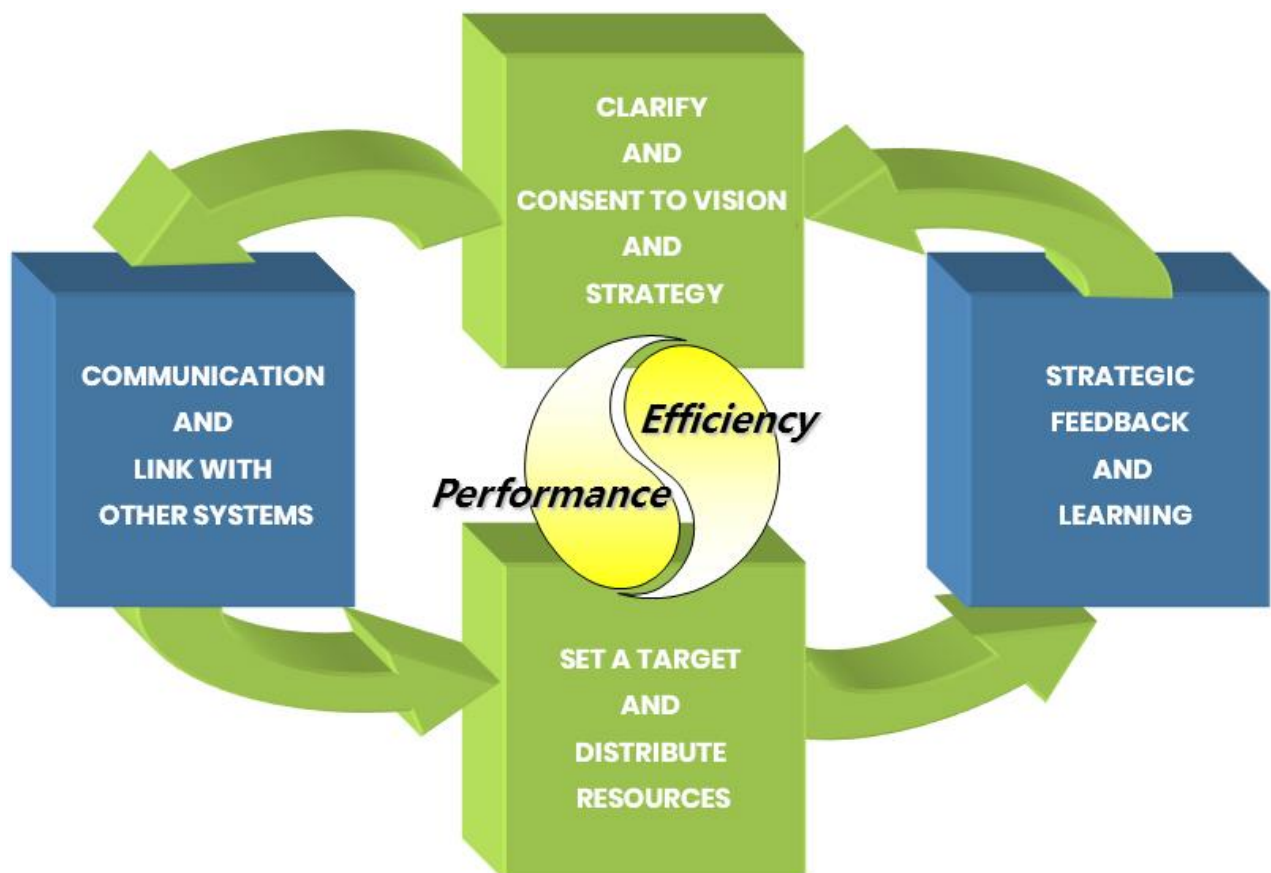 CLARIFY
AND
CONSENT TO VISION
AND
STRATEGY
COMMUNICATION
AND
LINK WITH
OTHER SYSTEMS
Efficiency
Performance
STRATEGIC
FEEDBACK
AND
LEARNING
SET A TARGET
AND
DISTRIBUTE
RESOURCES